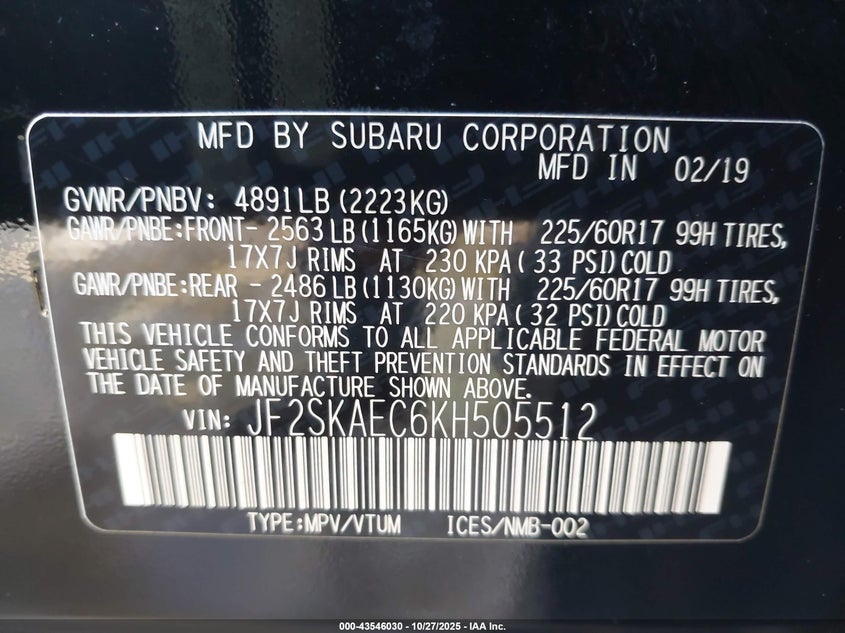 MFD BY SUBARU CORPORATION
MFD IN 02/19
GVWR/PNBV: 4891LB (2223KG)
GAWR/PNBE:FRONT- 2563 LB (1165KG) WITH 225/60R17 99H TIRES,
17X7J RIMS AT 230 KPA ( 33 PSI) COLD
GAWR/PNBE:REAR - 2486 LB (1130KG) WITH 225/60R17 99H TIRES,
17X7J RIMS AT 220 KPA ( 32 PSI) COLD
THIS VEHICLE CONFORMS TO ALL APPLICABLE FEDERAL MOTOR
VEHICLE SAFETY AND THEFT PREVENTION STANDARDS IN EFFECT ON
THE DATE OF MANUFACTURE SHOWN ABOVE.
VIN: JF2SKAEC6KH505512
TYPE:MPV/VTUM ICES/NMB-002
000-43546030 - 10/27/2025 - IAA Inc.